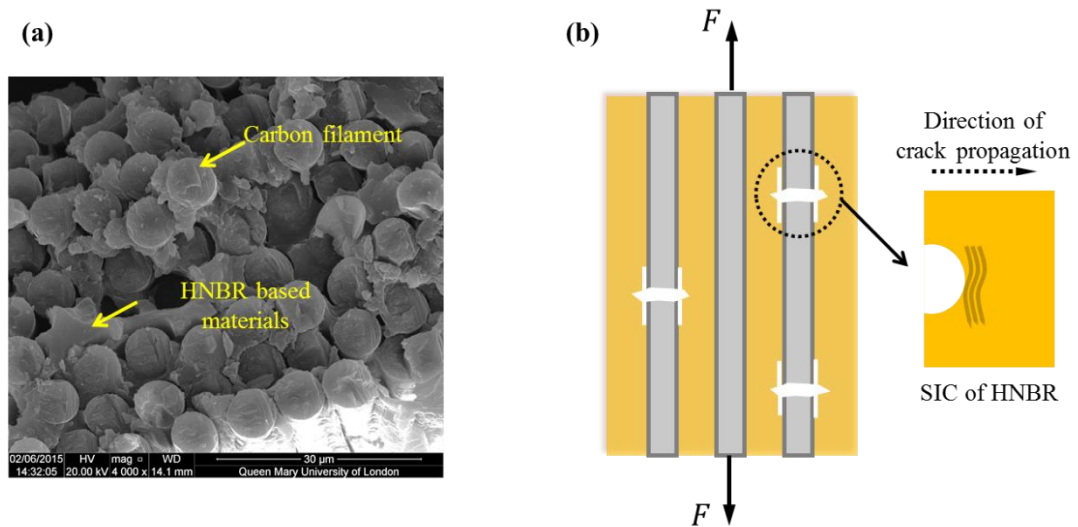 (a)
Carbon filament
HNBR based
materials
02/06/2015 HV mag □ WD 30 µm
14:32:05 20.00 kV 4 000 x 14.1 mm Queen Mary University of London
(b)
F
F
Direction of
crack propagation
SIC of HNBR